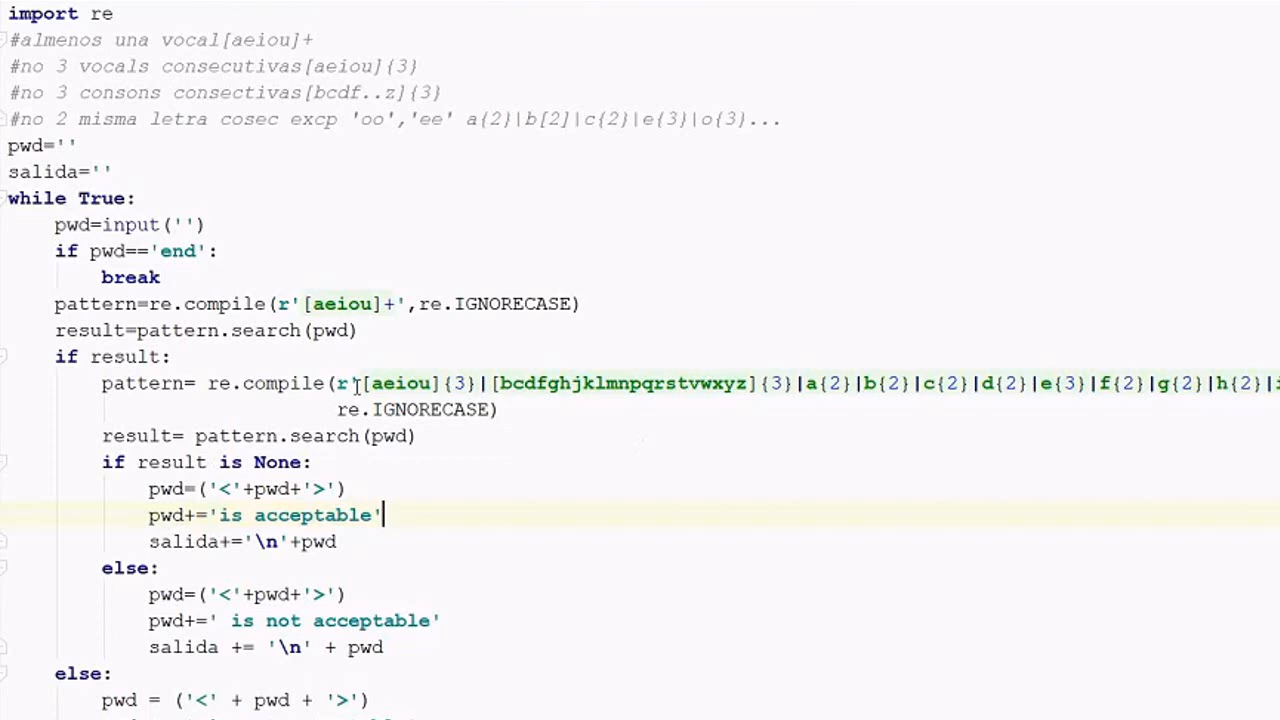 import re
#almenos una vocal[aeiou]+
#no 3 vocals consecutivas[aeiou]{3}
#no 3 consons consectivas[bcdf..z]{3}
#no 2 misma letra cosec excp 'oo','ee' a{2}|b[2]|c{2}|e{3}|o{3}...
pwd=''
salida=''
while True:
    pwd=input('')
    if pwd=='end':
        break
    pattern=re.compile(r'[aeiou]+',re.IGNORECASE)
    result=pattern.search(pwd)
    if result:
        pattern= re.compile(r'[aeiou]{3}|[bcdfghjklmnpqrstvwxyz]{3}|a{2}|b{2}|c{2}|d{2}|e{3}|f{2}|g{2}|h{2}|i
                            re.IGNORECASE)
        result= pattern.search(pwd)
        if result is None:
            pwd=('<'+pwd+'>')
            pwd+='is acceptable'
            salida+='\n'+pwd
        else:
            pwd=('<'+pwd+'>')
            pwd+=' is not acceptable'
            salida += '\n' + pwd
    else:
        pwd = ('<' + pwd + '>')